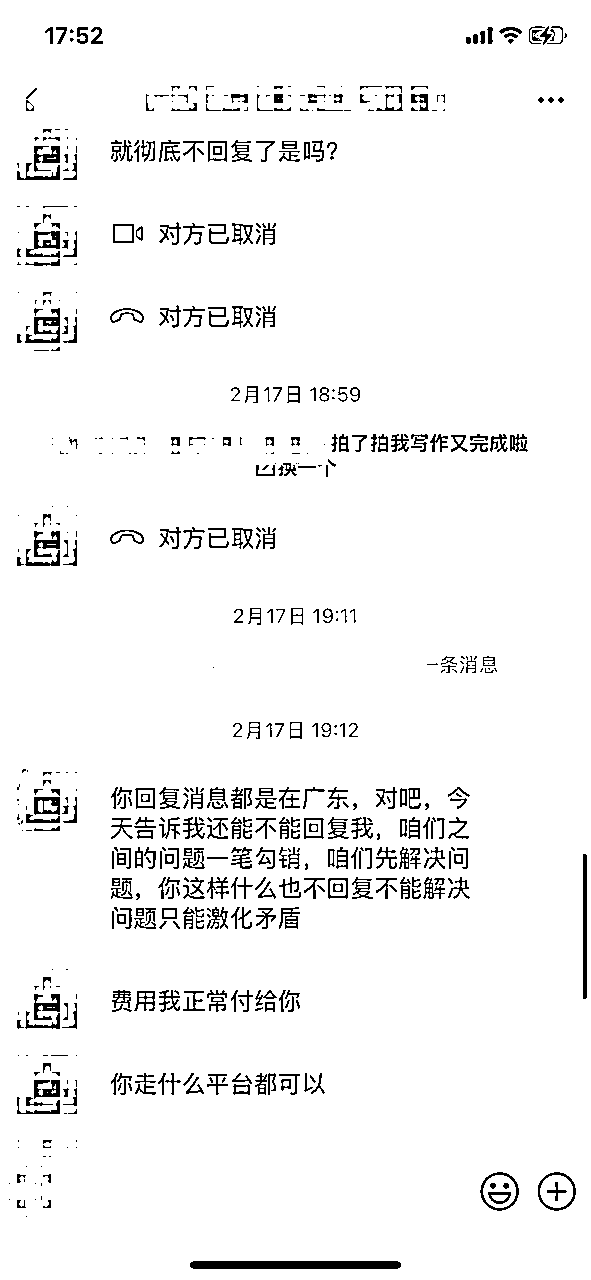 17:52
就彻底不回复了是吗?
对方已取消
对方已取消
2月17日 18:59
拍了拍我写作又完成啦
换一个
对方已取消
2月17日 19:11
一条消息
2月17日 19:12
你回复消息都是在广东，对吧，今
天告诉我还能不能回复我，咱们之
间的问题一笔勾销，咱们先解决问
题，你这样什么也不回复不能解决
问题只能激化矛盾
费用我正常付给你
你走什么平台都可以